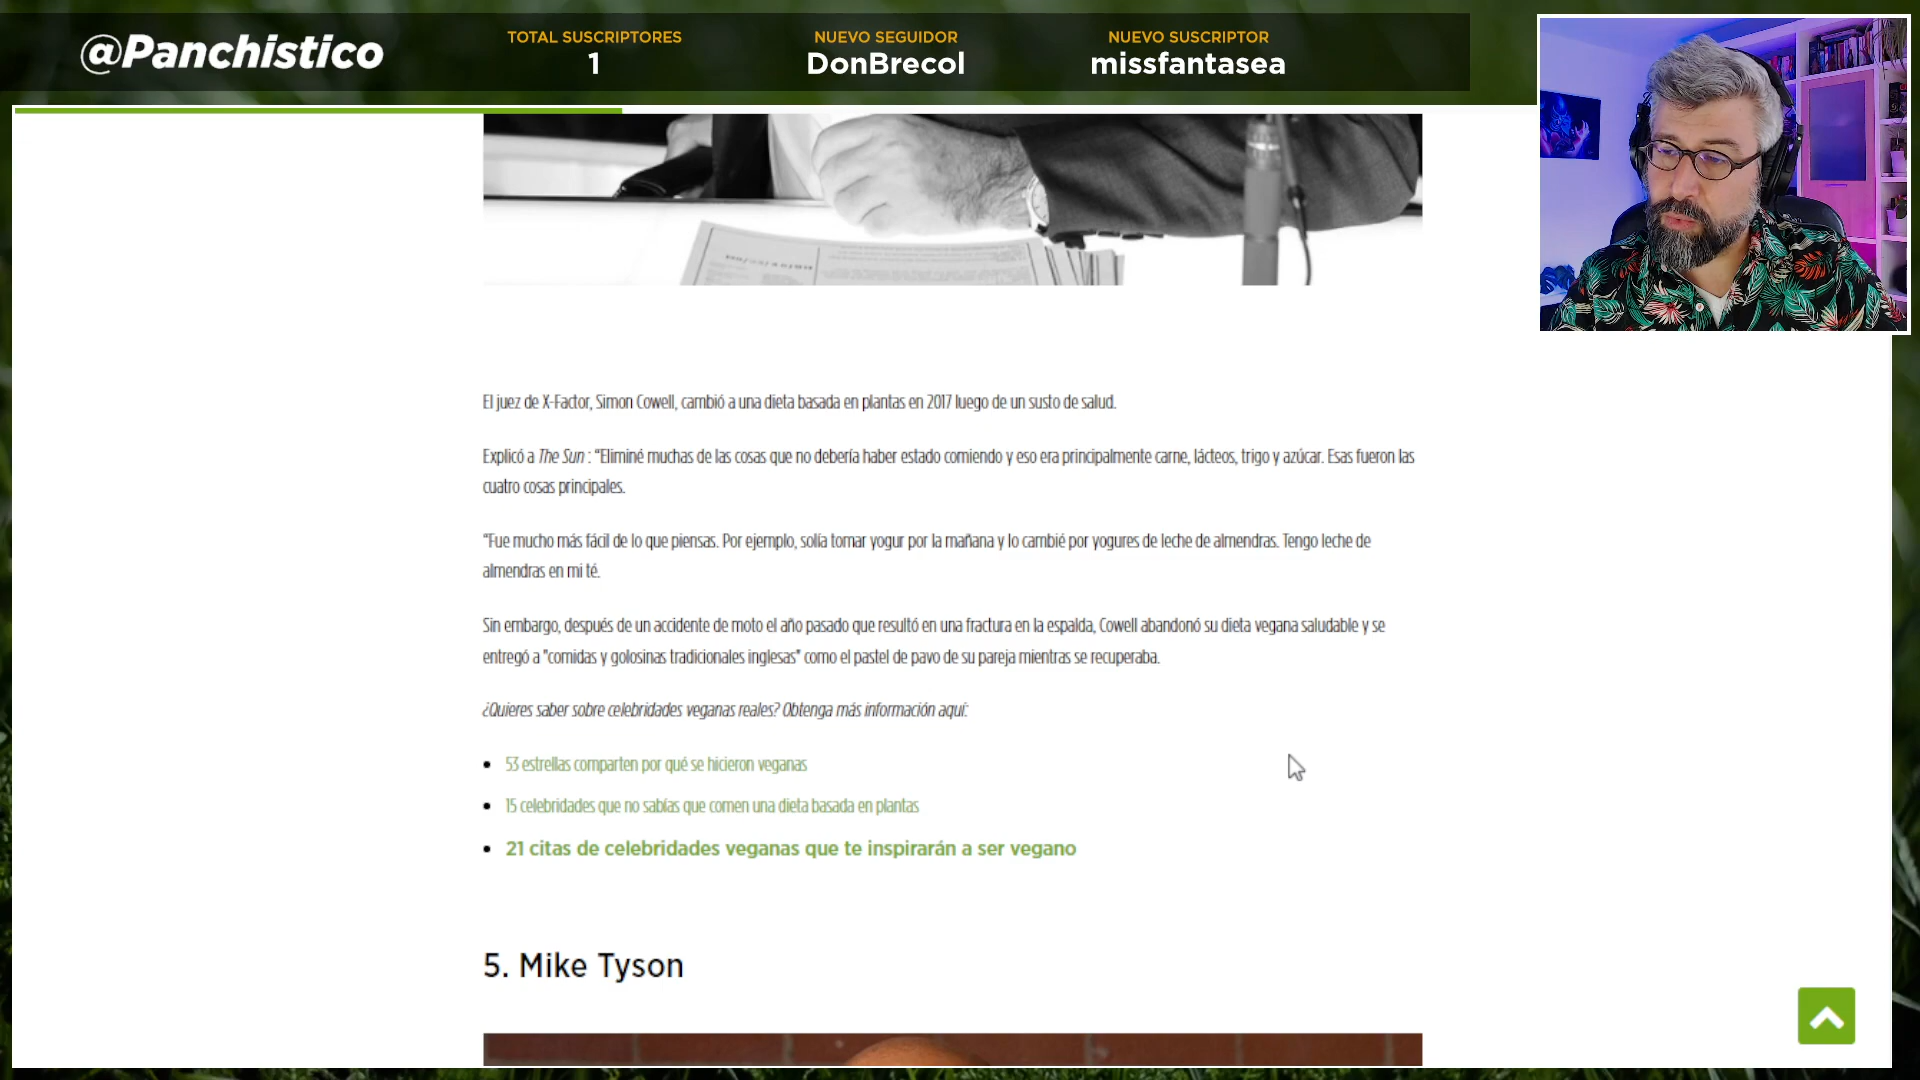 @Panchistico
TOTAL SUSCRIPTORES
1
NUEVO SEGUIDOR
DonBrecol
NUEVO SUSCRIPTOR
missfantasea
El juez de X-Factor, Simon Cowell, cambió a una dieta basada en plantas en 2017 luego de un susto de salud.
Explicó a The Sun : “Eliminé muchas de las cosas que no debería haber estado comiendo y eso era principalmente carne, lácteos, trigo y azúcar. Esas fueron las
cuatro cosas principales.
“Fue mucho más fácil de lo que piensas. Por ejemplo, solía tomar yogur por la mañana y lo cambié por yogures de leche de almendras. Tengo leche de
almendras en mi té.
Sin embargo, después de un accidente de moto el año pasado que resultó en una fractura en la espalda, Cowell abandonó su dieta vegana saludable y se
entregó a "comidas y golosinas tradicionales inglesas" como el pastel de pavo de su pareja mientras se recuperaba.
¿Quieres saber sobre celebridades veganas reales? Obtenga más información aquí:
53 estrellas comparten por qué se hicieron veganas
15 celebridades que no sabías que comen una dieta basada en plantas
21 citas de celebridades veganas que te inspirarán a ser vegano
5. Mike Tyson